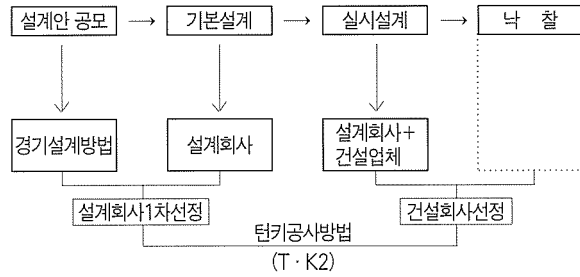 설계안 공모
기본설계
실시설계
낙 찰
경기설계방법
설계회사
설계회사+
건설업체
설계회사1차선정
건설회사선정
턴키공사방법
(T · K2)